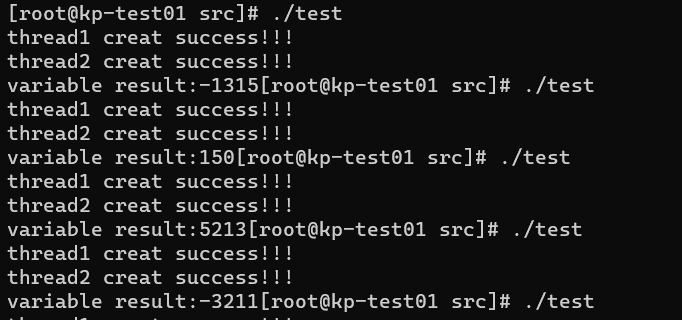 [root@kp-test01 src]# ./test
thread1 creat success!!!
thread2 creat success!!!
variable result:-1315[root@kp-test01 src]# ./test
thread1 creat success!!!
thread2 creat success!!!
variable result:150[root@kp-test01 src]# ./test
thread1 creat success!!!
thread2 creat success!!!
variable result:5213[root@kp-test01 src]# ./test
thread1 creat success!!!
thread2 creat success!!!
variable result:-3211[root@kp-test01 src]# ./test
thread1 creat success!!!